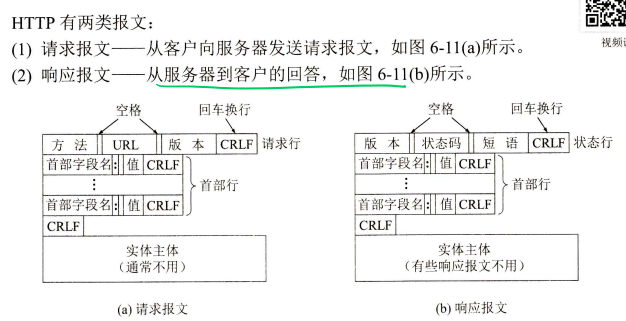 HTTP 有两类报文：
(1) 请求报文——从客户向服务器发送请求报文，如图 6-11(a)所示。
(2) 响应报文——从服务器到客户的回答，如图 6-11(b)所示。
空格 回车换行
方 法 URL 版 本 CRLF 请求行
首部字段名: 值 CRLF
⋮ 首部行
首部字段名: 值 CRLF
CRLF
实体主体
（通常不用）
(a) 请求报文
空格 回车换行
版 本 状态码 短 语 CRLF 状态行
首部字段名: 值 CRLF
⋮ 首部行
首部字段名: 值 CRLF
CRLF
实体主体
（有些响应报文不用）
(b) 响应报文